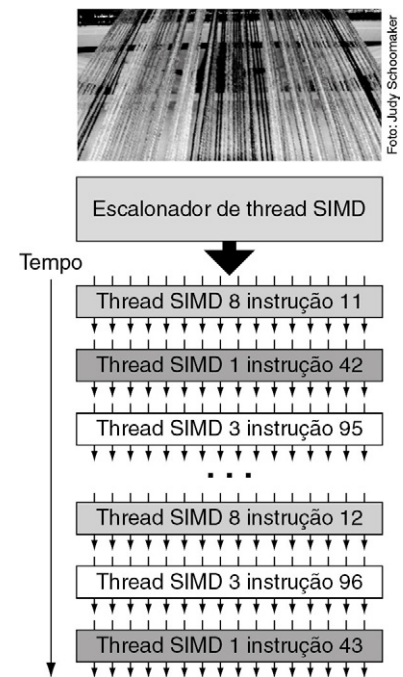 Foto: Judy Schoomaker
Escalonador de thread SIMD
Tempo
Thread SIMD 8 instrução 11
Thread SIMD 1 instrução 42
Thread SIMD 3 instrução 95
. . .
Thread SIMD 8 instrução 12
Thread SIMD 3 instrução 96
Thread SIMD 1 instrução 43